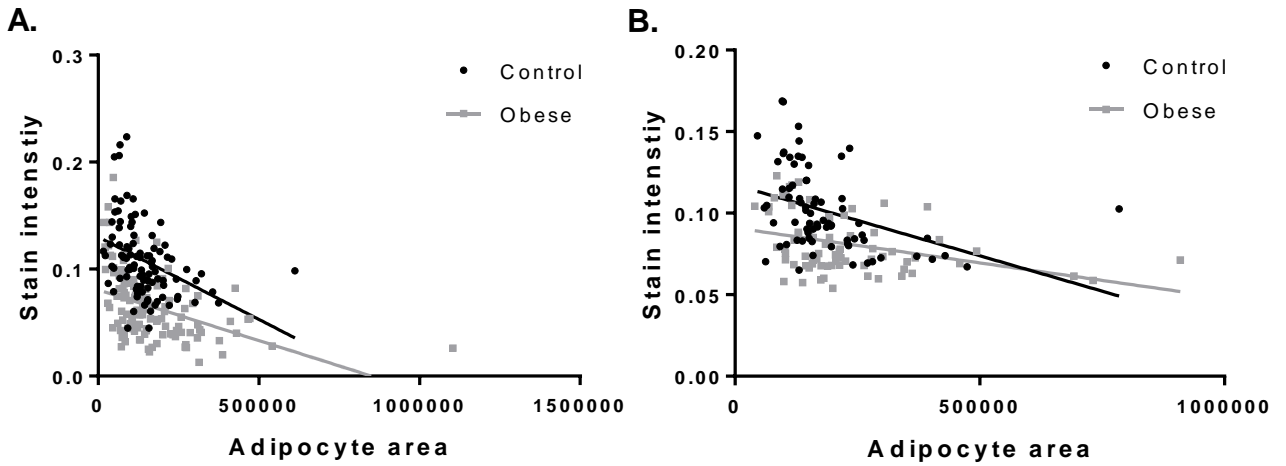 A.
0.3
0.2
0.1
0.0
Stain intenstiy
Control
Obese
0
500000
1000000
1500000
Adipocyte area
B.
0.20
0.15
0.10
0.05
0.00
Stain intenstiy
Control
Obese
0
500000
1000000
Adipocyte area